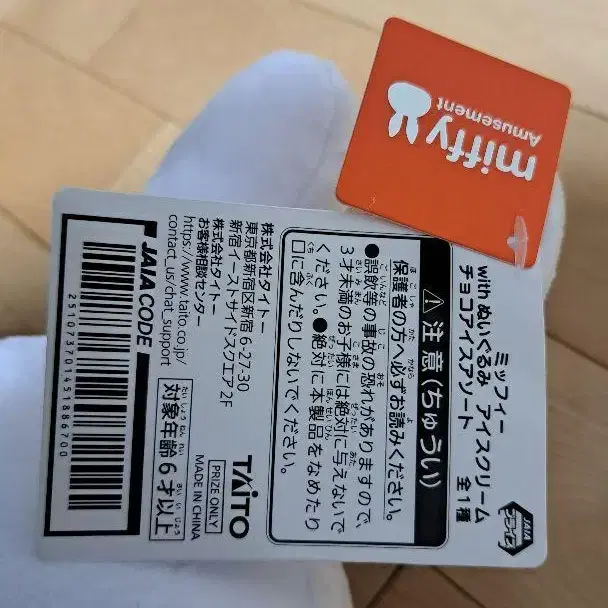 miffy
Amusement
ミッフィー
with ぬいぐるみ アイスクリーム
チョコアイスアソート 全1種
JAIA
プライズ
注意(ちゅうい)
保護者の方へ必ずお読みください。
●誤飲等の事故の恐れがありますので、
3才未満のお子様には絶対に与えないで
ください。●絶対に本製品をなめたり
口に含んだりしないでください。
株式会社タイトー
東京都新宿区新宿 6-27-30
新宿イーストサイドスクエア 2F
株式会社タイトー
お客様相談センター
https://www.taito.co.jp/
contact_us/chat_support
TAITO
PRIZE ONLY
MADE IN CHINA
対象年齢6才以上
JAIA CODE
251073701451886700